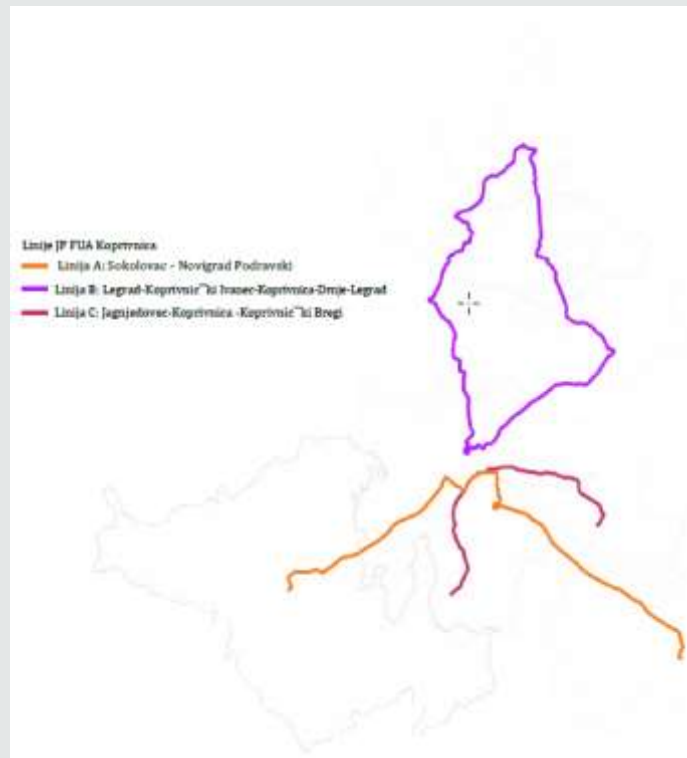 Linije JP FUA Koprivnica
Linija A: Sokolovac - Novigrad Podravski
Linija B: Legrad-Koprivnic˘ki Ivanec-Koprivnica-Drnje-Legrad
Linija C: Jagnjedovec-Koprivnica -Koprivnic˘ki Bregi